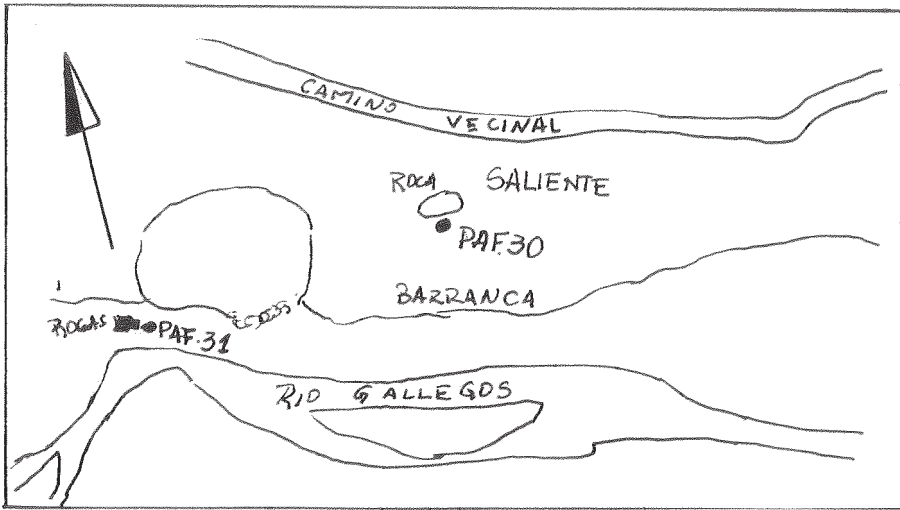 CAMINO VECINAL
ROCA SALIENTE
PAF.30
BARRANCA
ROCAS PAF.31
RIO GALLEGOS